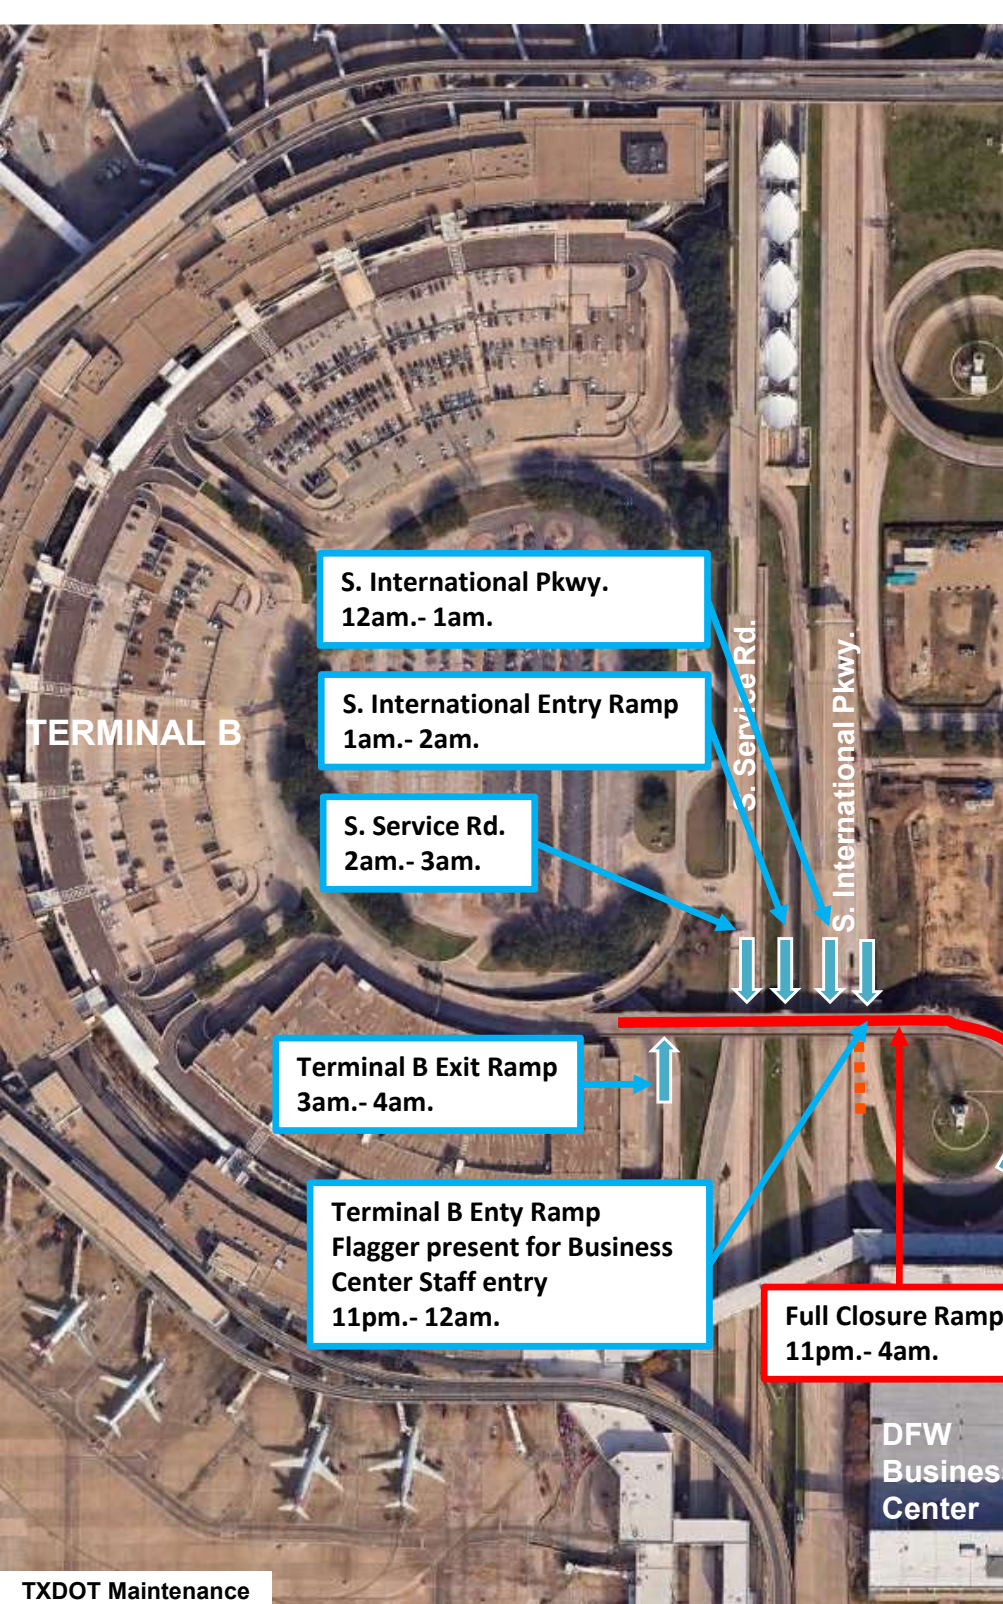 S. International Pkwy.
12am.- 1am.
S. International Entry Ramp
1am.- 2am.
S. Service Rd.
2am.- 3am.
S. Service Rd.
S. International Pkwy.
TERMINAL B
Terminal B Exit Ramp
3am.- 4am.
Terminal B Enty Ramp
Flagger present for Business
Center Staff entry
11pm.- 12am.
Full Closure Ramp
11pm.- 4am.
DFW
Business
Center
TXDOT Maintenance